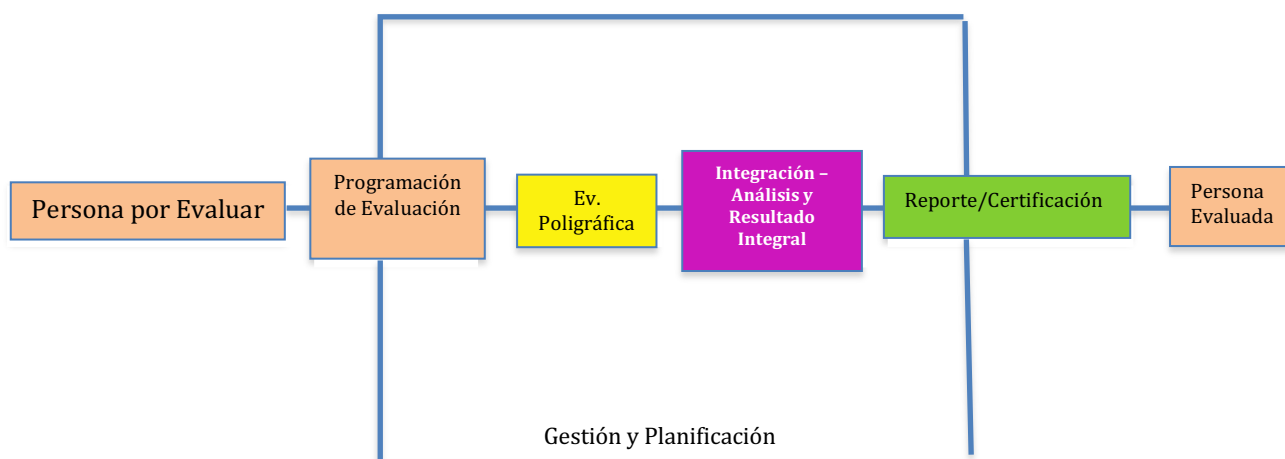 Persona por Evaluar
Programación
de Evaluación
Ev.
Poligráfica
Integración –
Análisis y
Resultado
Integral
Reporte/Certificación
Persona
Evaluada
Gestión y Planificación